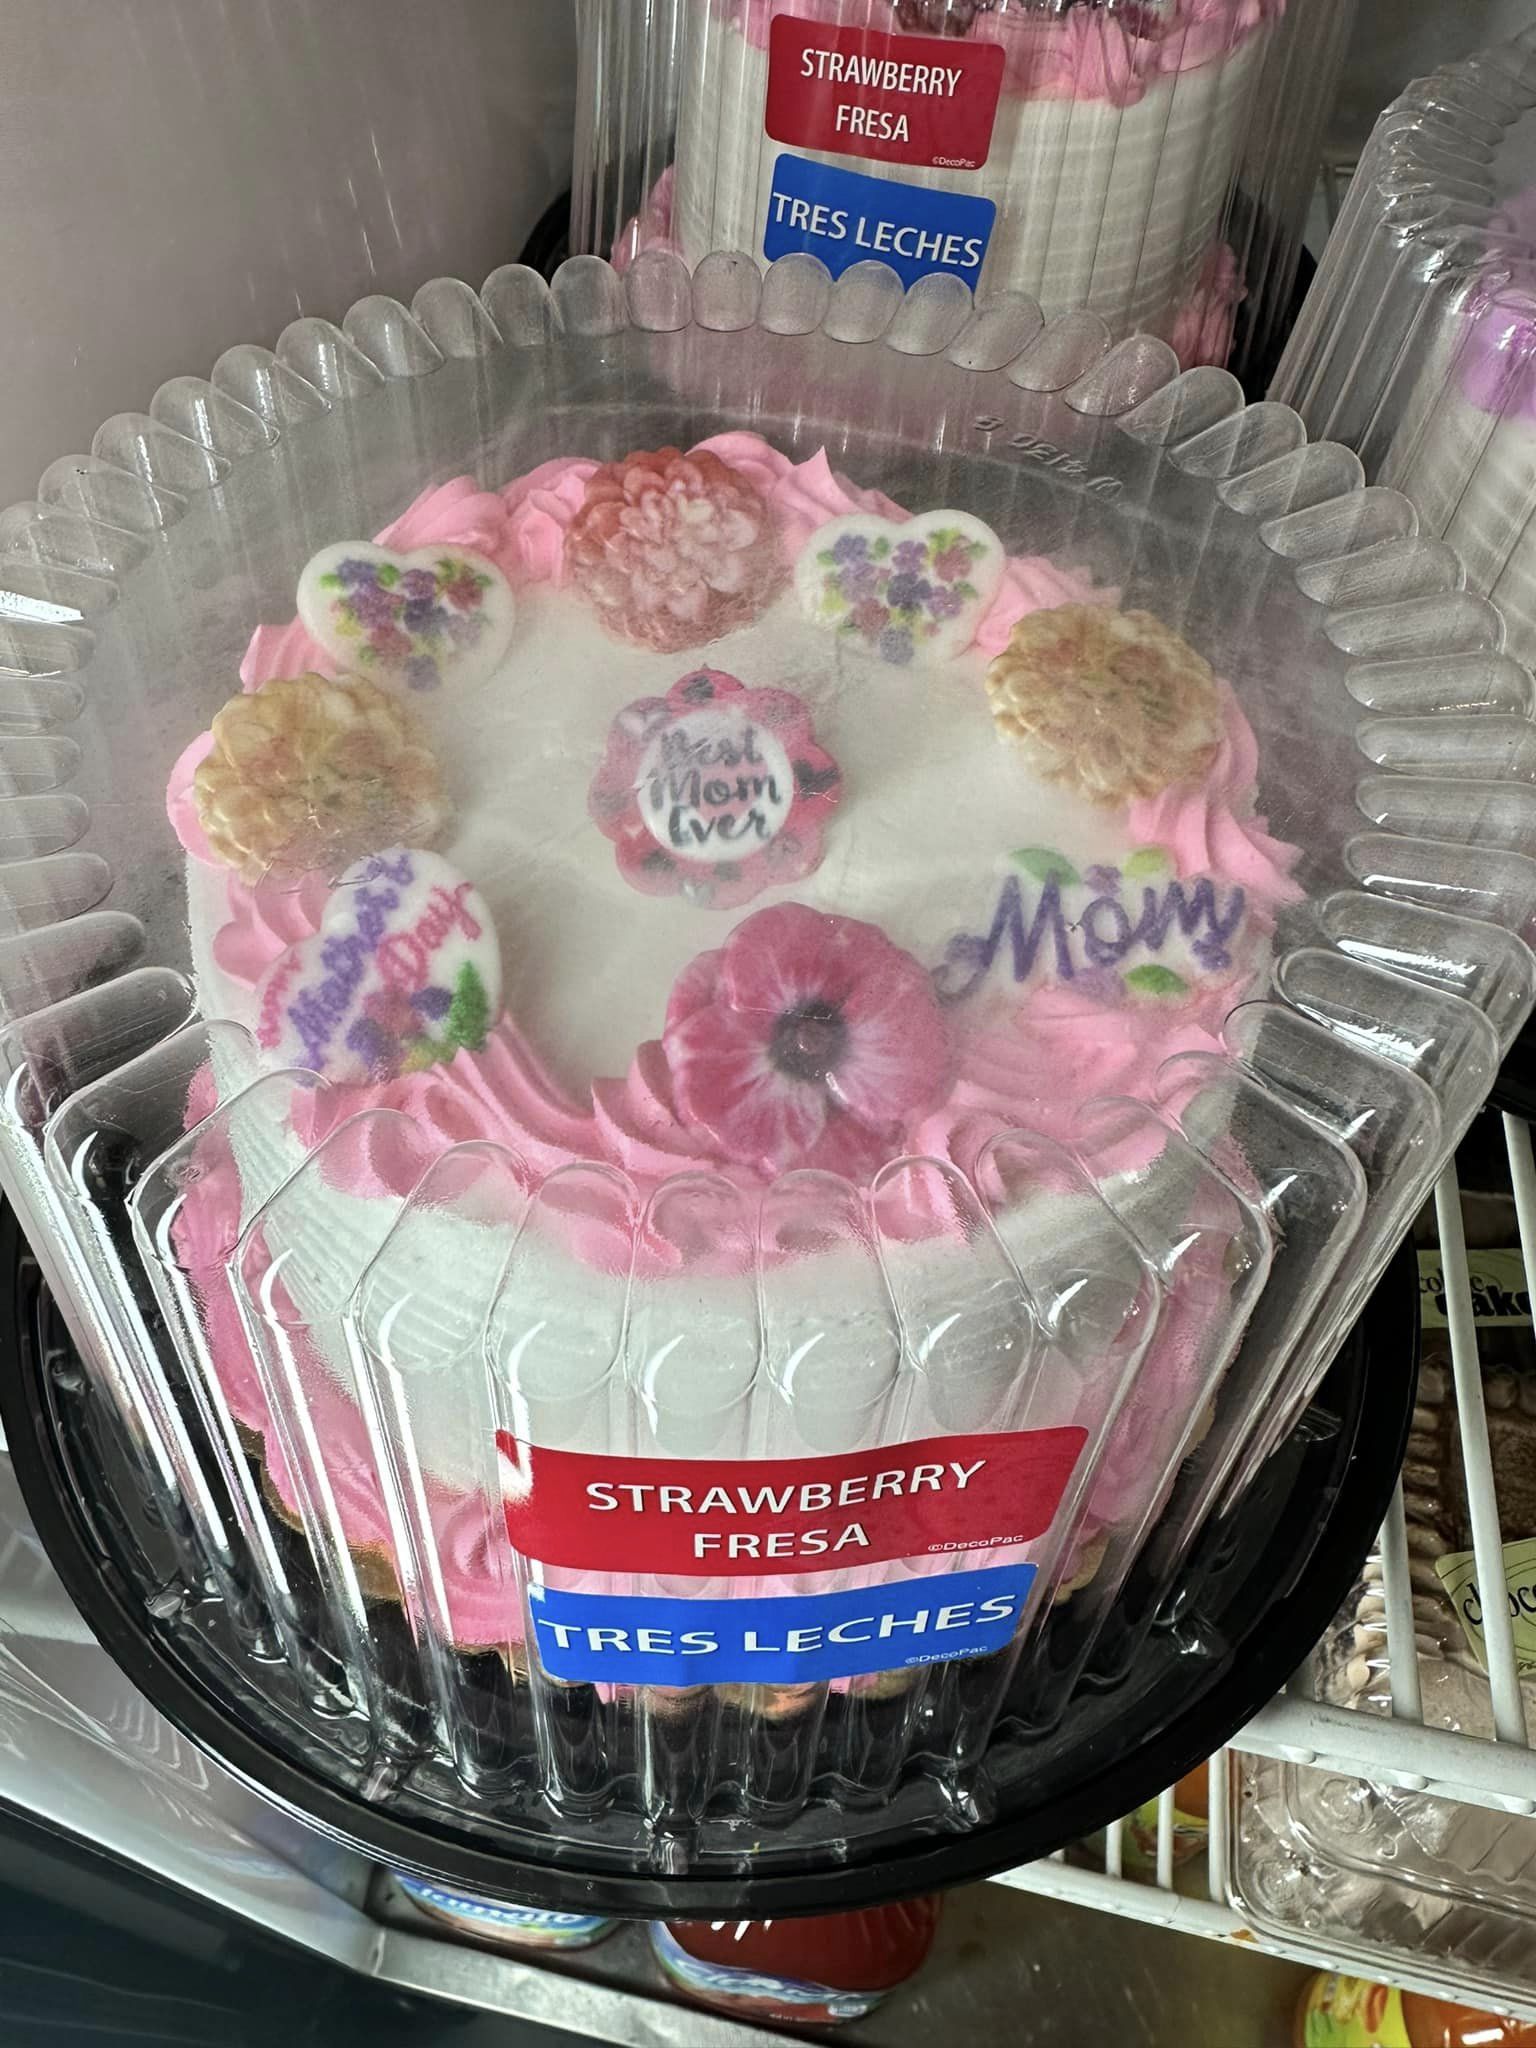 STRAWBERRY
FRESA
©DecoPac
TRES LECHES
Best
Mom
Ever
Mother's
Day
Mom
STRAWBERRY
FRESA
©DecoPac
TRES LECHES
©DecoPac